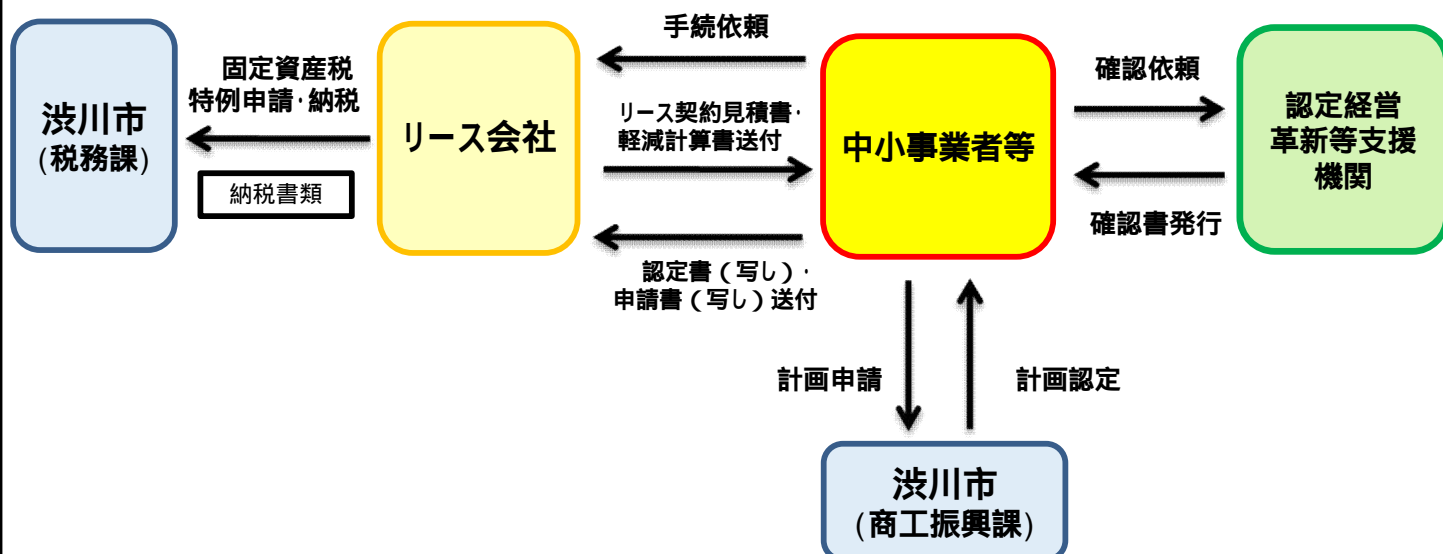 渋川市
(税務課)
固定資産税
特例申請・納税
納税書類
リース会社
手続依頼
リース契約見積書・
軽減計算書送付
認定書（写し）・
申請書（写し）送付
中小事業者等
確認依頼
確認書発行
認定経営
革新等支援
機関
計画申請
計画認定
渋川市
(商工振興課)